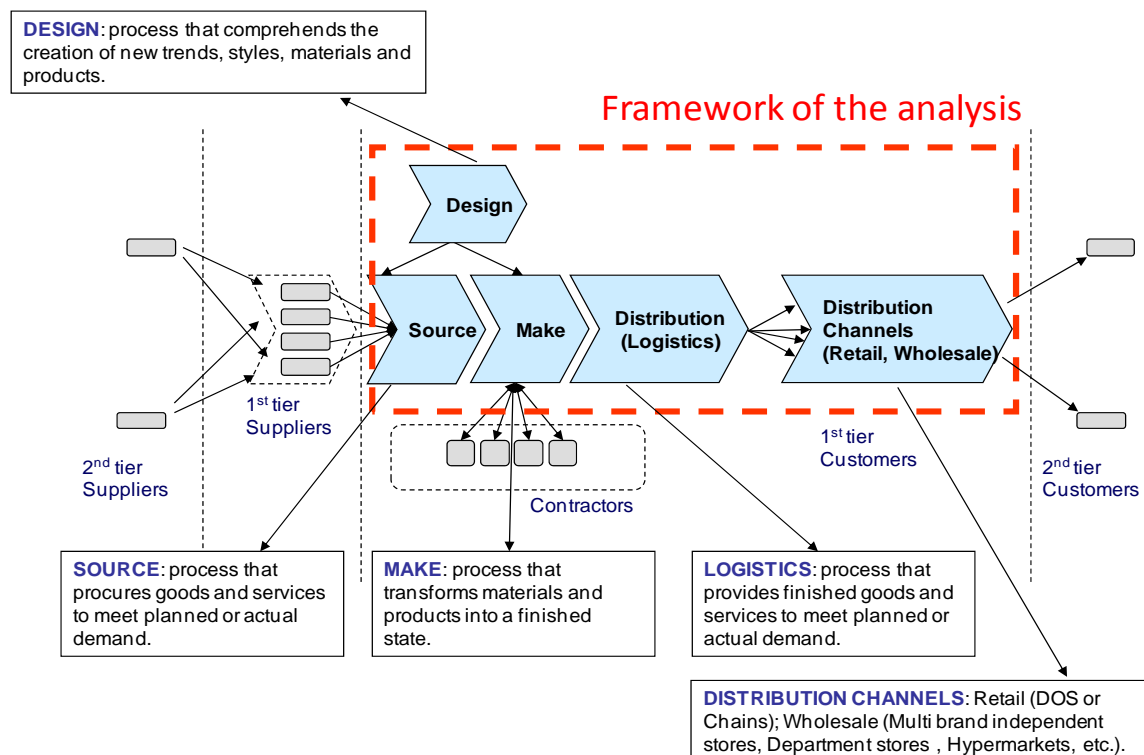 DESIGN: process that comprehends the
creation of new trends, styles, materials and
products.
Framework of the analysis
Design
Source
Make
Distribution
(Logistics)
Distribution
Channels
(Retail, Wholesale)
1st tier
Suppliers
2nd tier
Suppliers
Contractors
1st tier
Customers
2nd tier
Customers
SOURCE: process that
procures goods and services
to meet planned or actual
demand.
MAKE: process that
transforms materials and
products into a finished
state.
LOGISTICS: process that
provides finished goods and
services to meet planned or
actual demand.
DISTRIBUTION CHANNELS: Retail (DOS or
Chains); Wholesale (Multi brand independent
stores, Department stores , Hypermarkets, etc.).